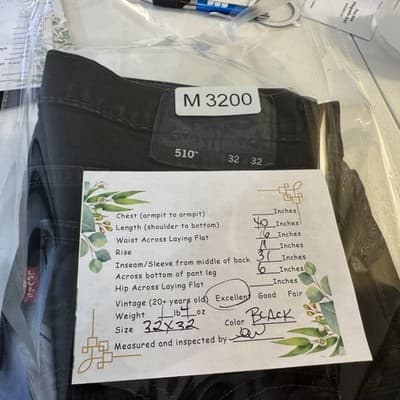 M 3200
510™ 32 32
Chest (armpit to armpit) Inches
Length (shoulder to bottom) 40 Inches
Waist Across Laying Flat 16 Inches
Rise 11 Inches
Inseam/Sleeve from middle of back 31 Inches
Across bottom of pant leg 6 Inches
Hip Across Laying Flat Inches
Vintage (20+ years old) Excellent Good Fair
Weight 1 lb 4 oz
Size 32x32 Color BLACK
Measured and inspected by
LEVI'S